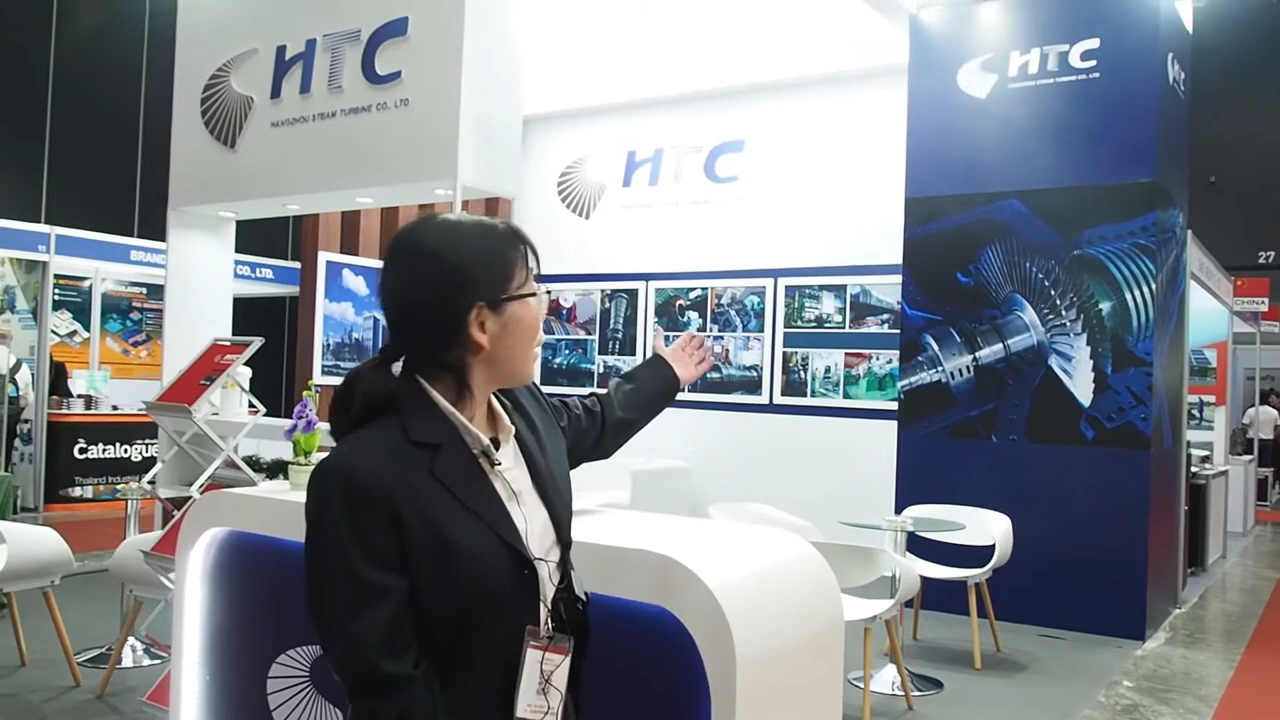 HTC
HANGZHOU STEAM TURBINE CO., LTD
HTC
HTC
HANGZHOU STEAM TURBINE CO., LTD
BRAND
CO., LTD.
27
CHINA
Catalogue
Thailand Industrial